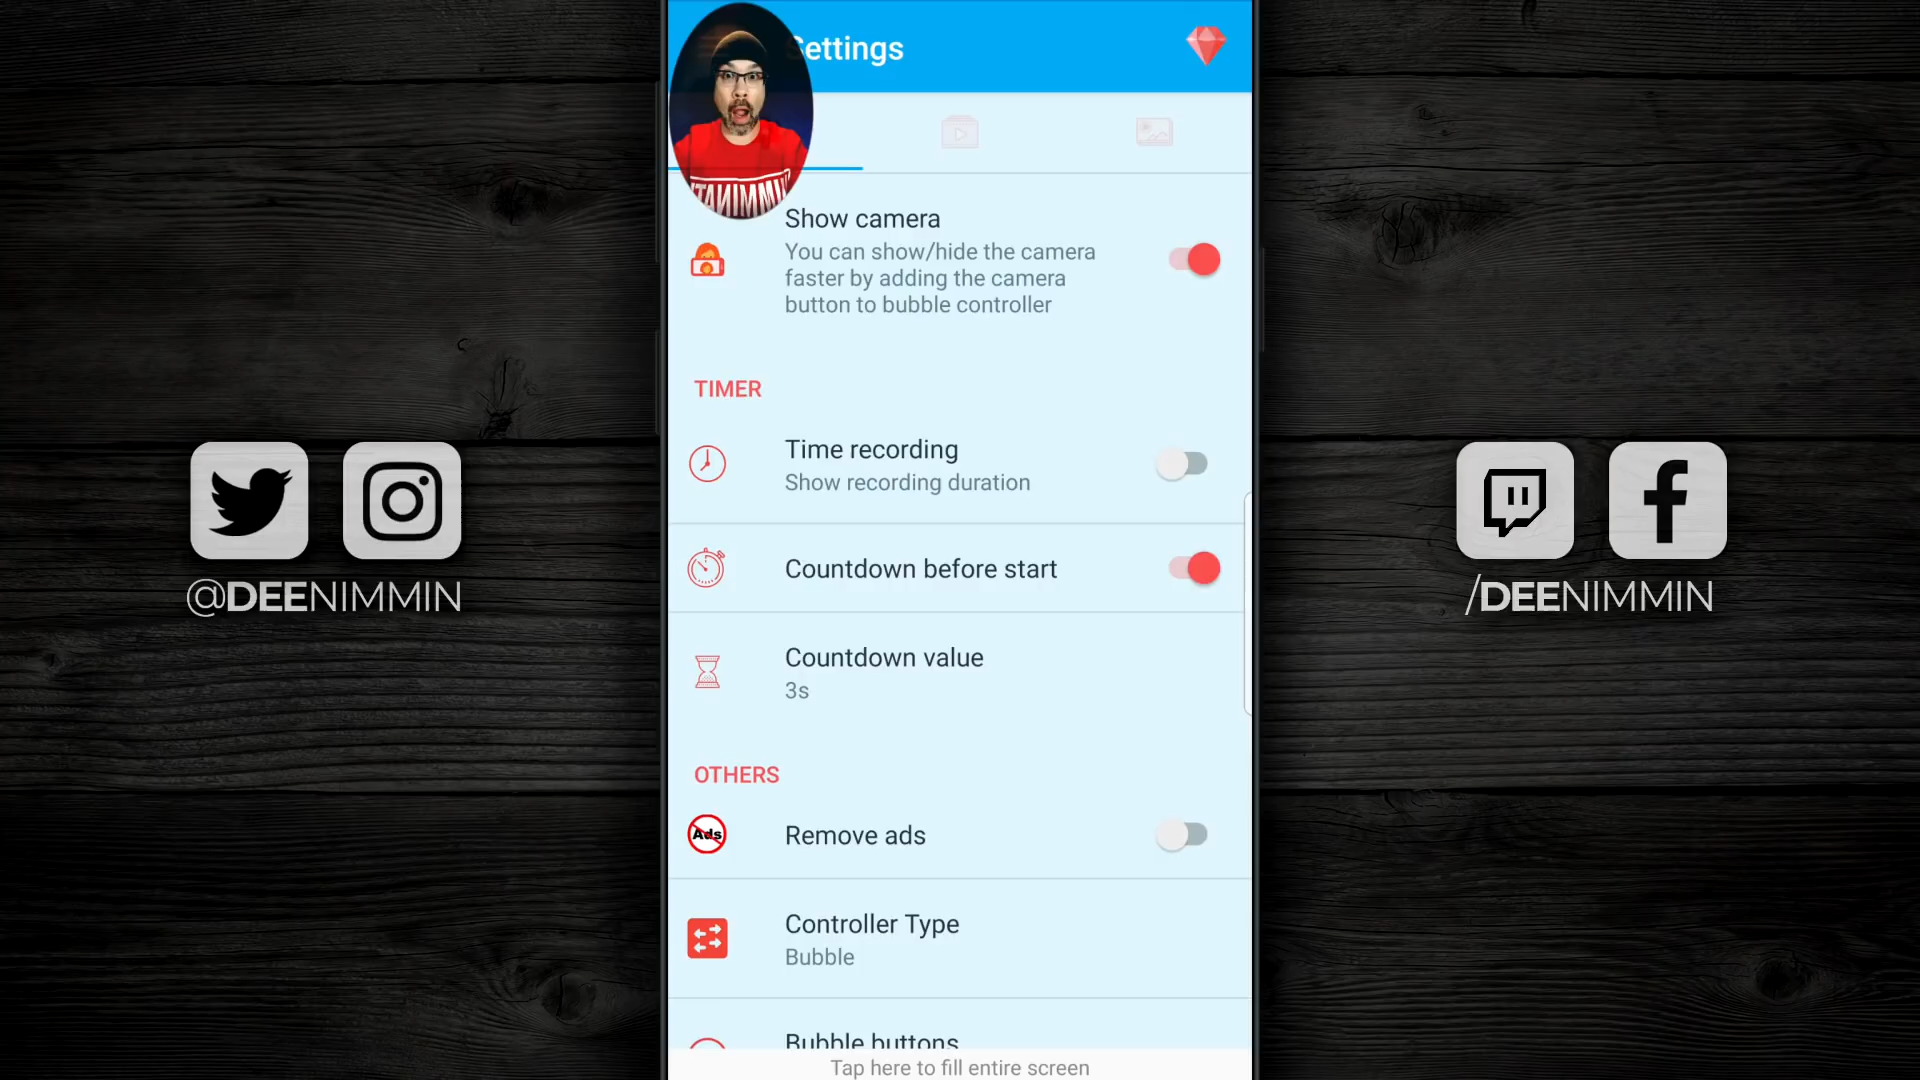 Settings
Show camera
You can show/hide the camera
faster by adding the camera
button to bubble controller
TIMER
Time recording
Show recording duration
Countdown before start
Countdown value
3s
OTHERS
Ads
Remove ads
Controller Type
Bubble
Bubble buttons
Tap here to fill entire screen
@DEENIMMIN
/DEENIMMIN